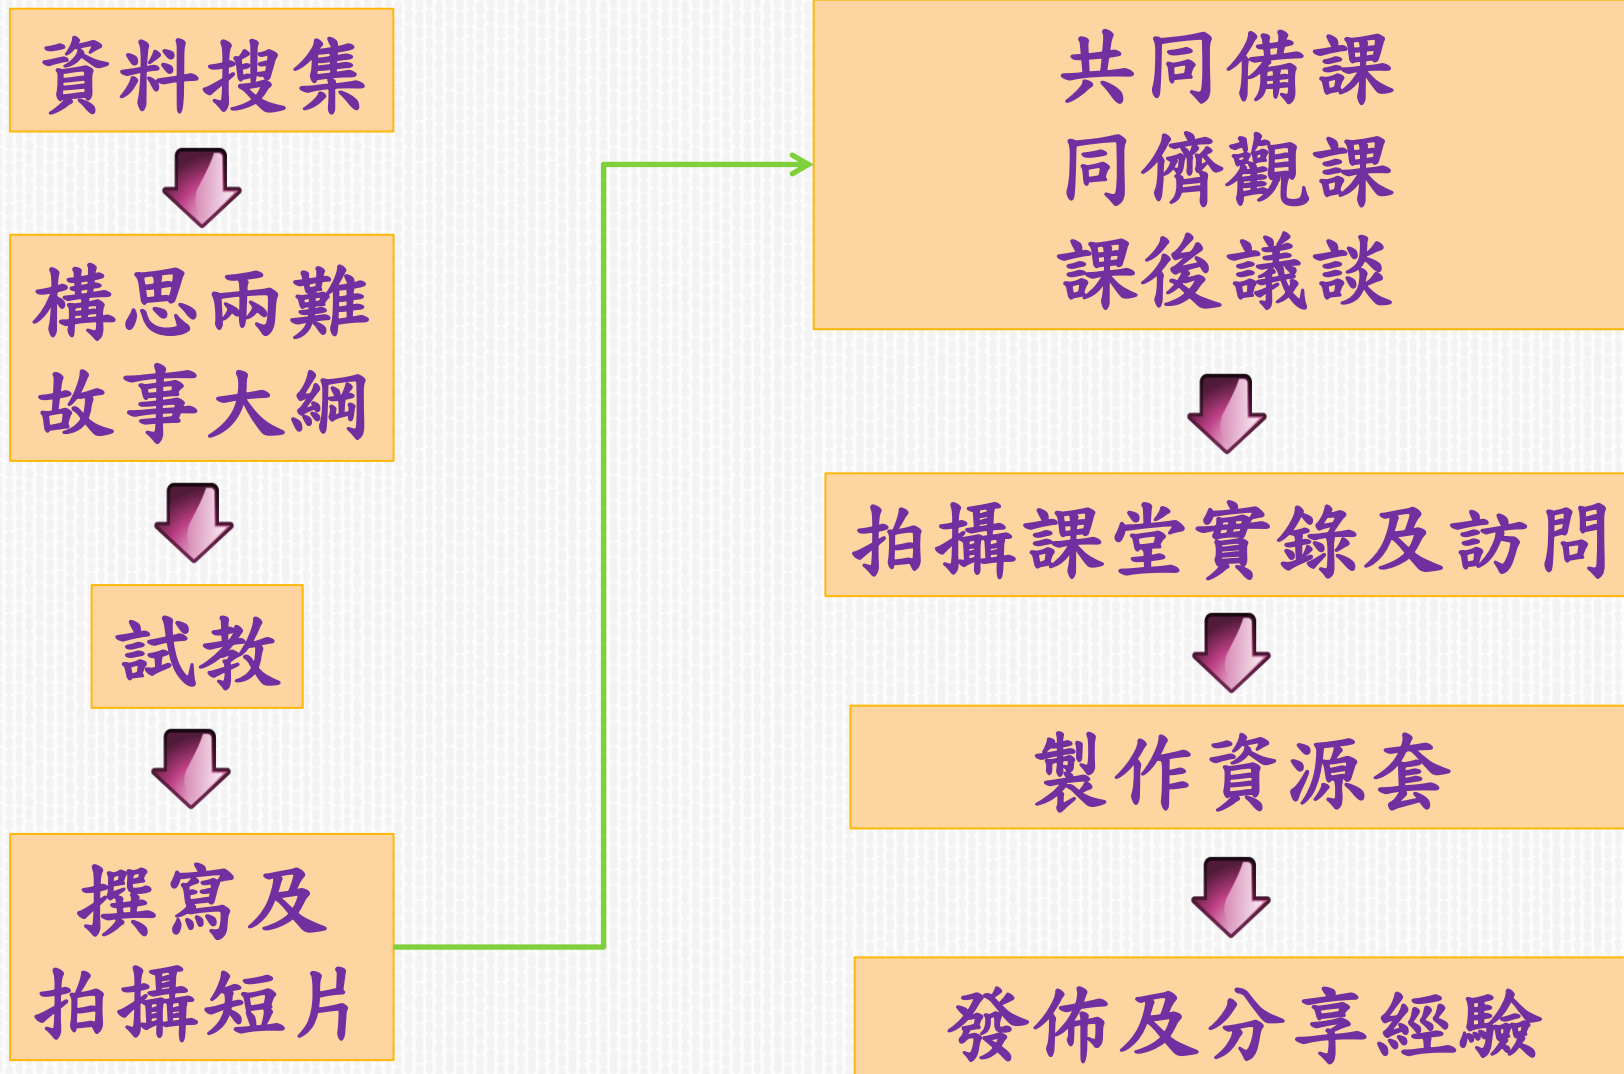 資料搜集
構思兩難
故事大綱
試教
撰寫及
拍攝短片
共同備課
同儕觀課
課後議談
拍攝課堂實錄及訪問
製作資源套
發佈及分享經驗